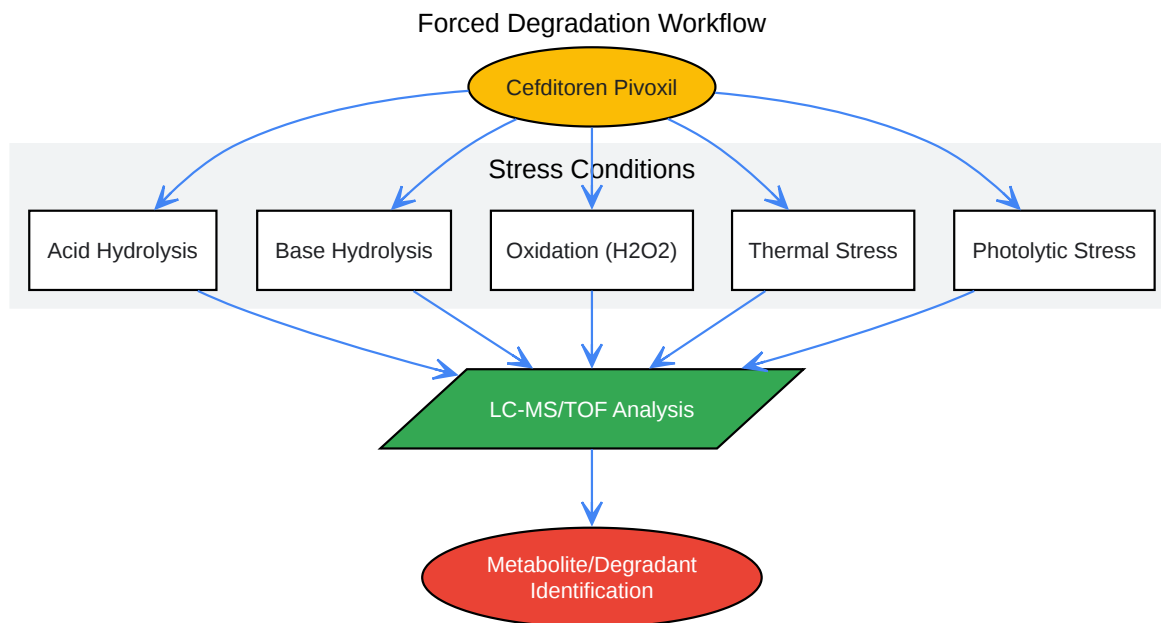 Forced Degradation Workflow
Cefditoren Pivoxil
Stress Conditions
Acid Hydrolysis
Base Hydrolysis
Oxidation (H2O2)
Thermal Stress
Photolytic Stress
LC-MS/TOF Analysis
Metabolite/Degradant
Identification